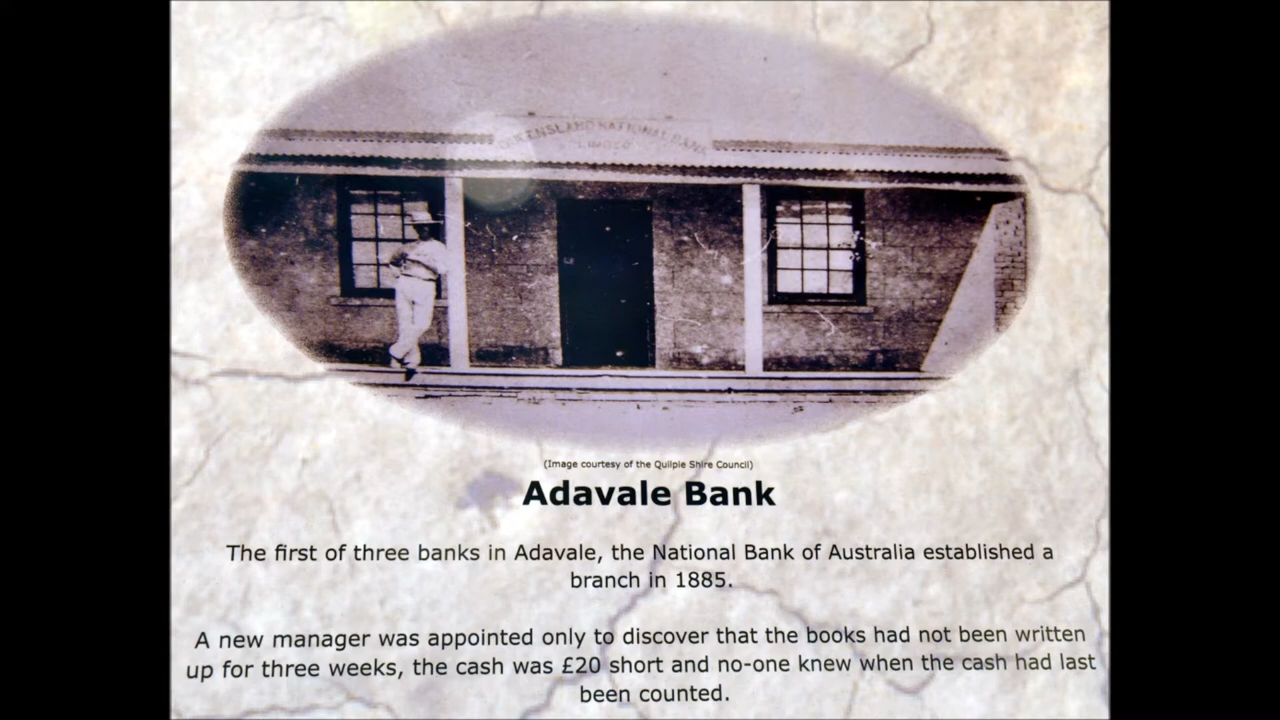 QUEENSLAND NATIONAL BANK
LIMITED
(Image courtesy of the Quilpie Shire Council)
Adavale Bank
The first of three banks in Adavale, the National Bank of Australia established a
branch in 1885.
A new manager was appointed only to discover that the books had not been written
up for three weeks, the cash was £20 short and no-one knew when the cash had last
been counted.